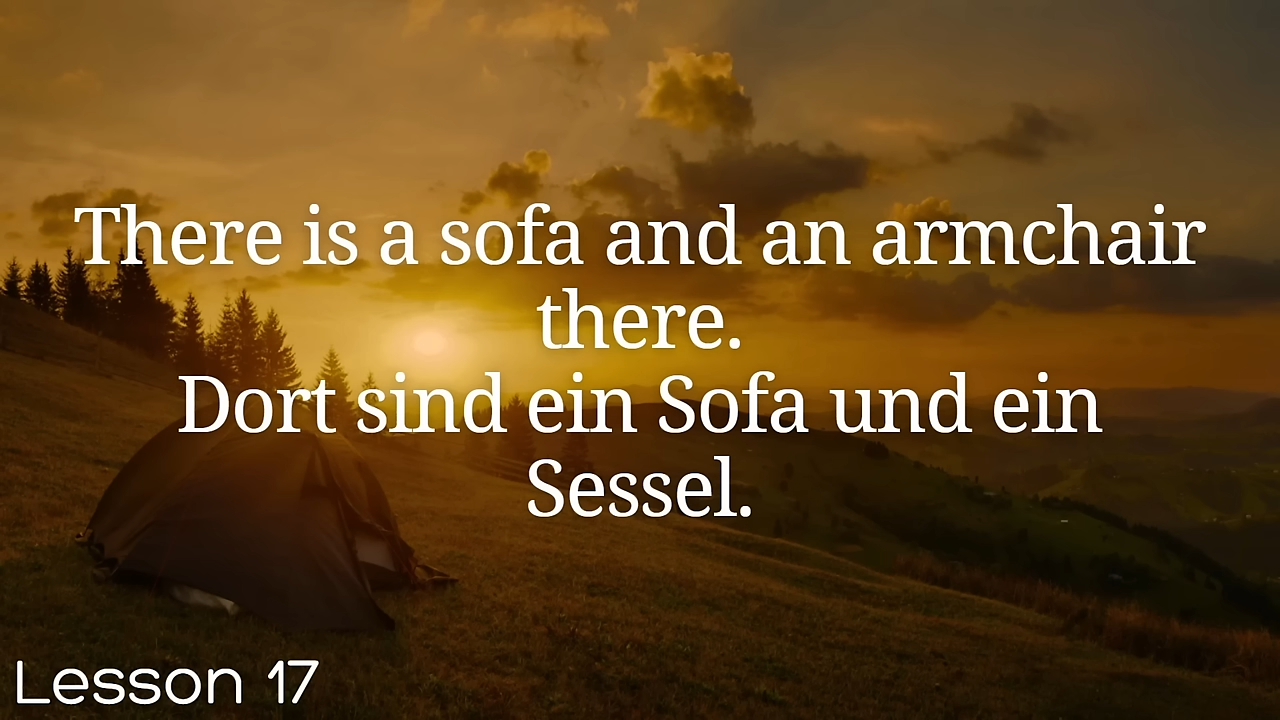 There is a sofa and an armchair
there.
Dort sind ein Sofa und ein
Sessel.
Lesson 17